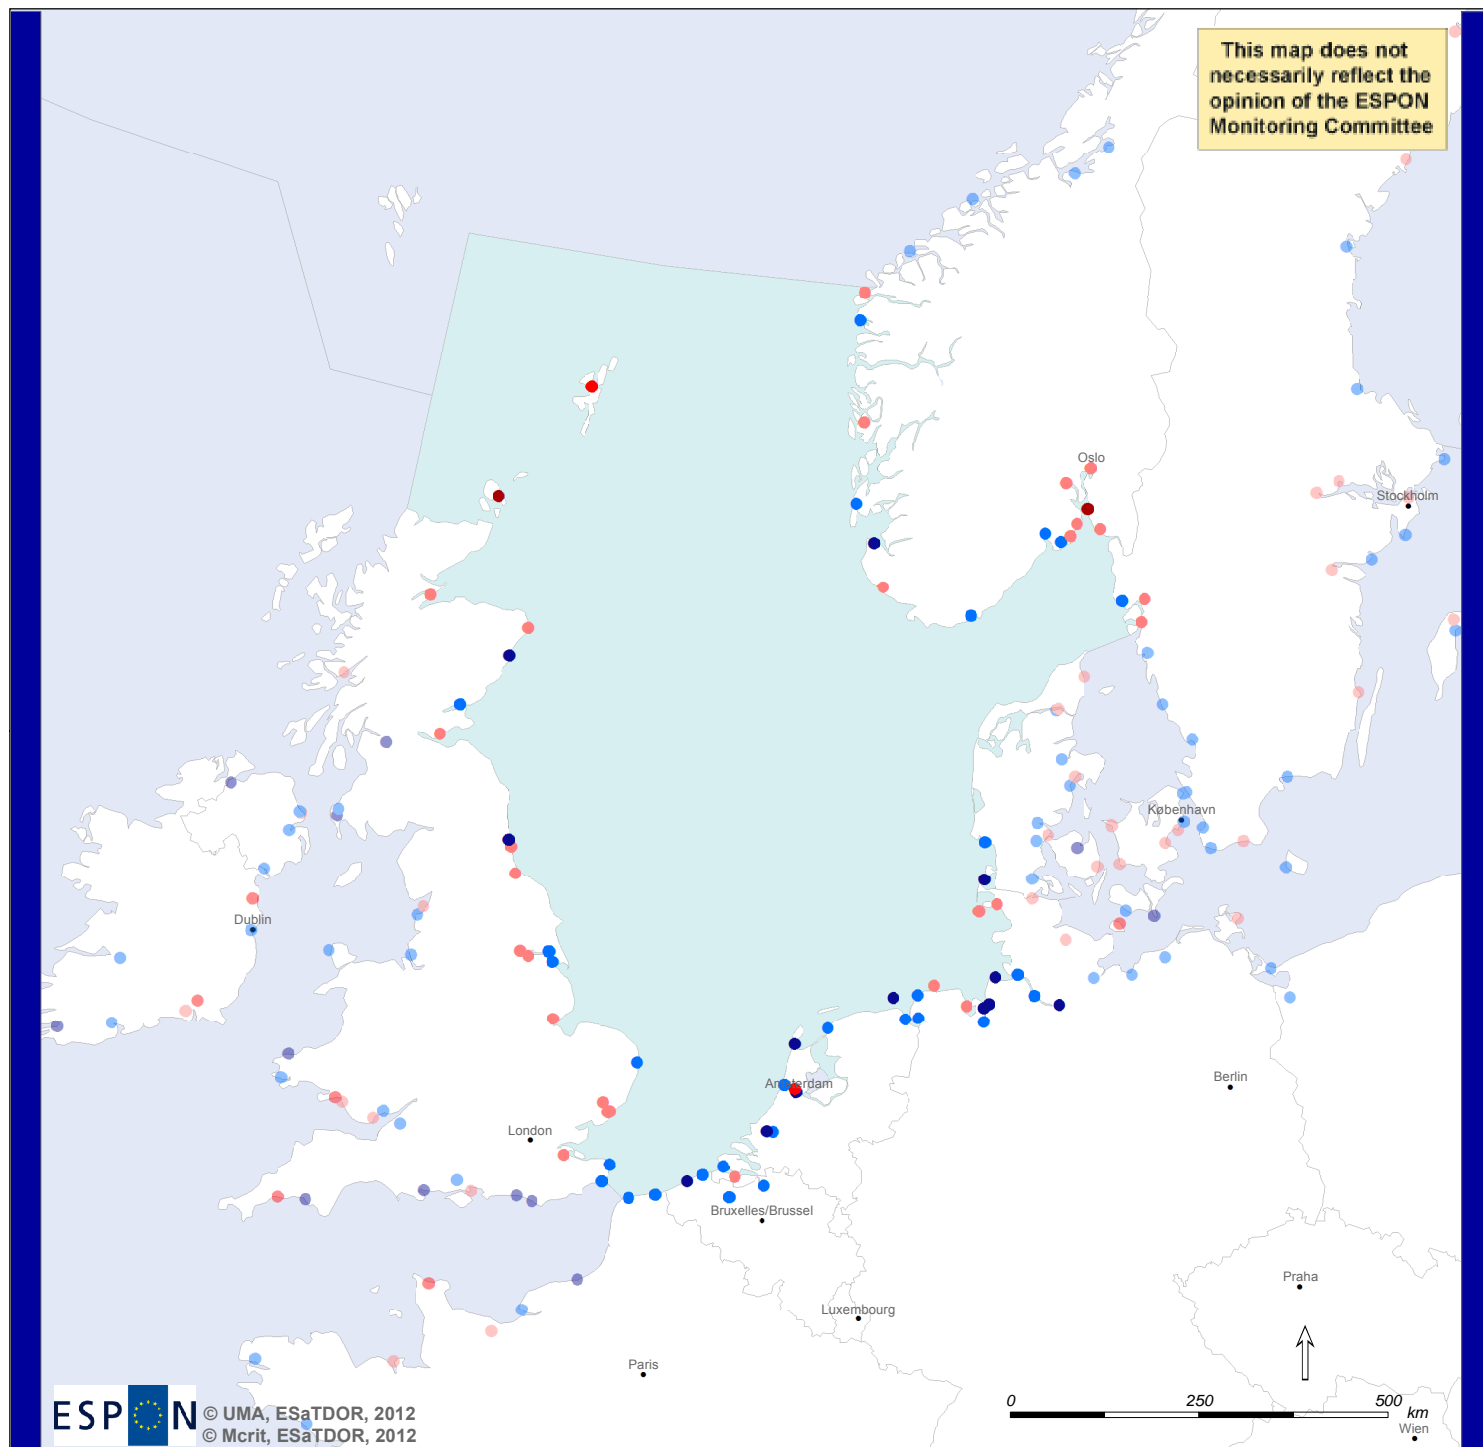 This map does not
necessarily reflect the
opinion of the ESPON
Monitoring Committee
Oslo
Stockholm
København
Dublin
Amsterdam
Berlin
London
Bruxelles/Brussel
Praha
Luxembourg
Paris
0 250 500
km
ESPON
© UMA, ESaTDOR, 2012
© Mcrit, ESaTDOR, 2012
Wien